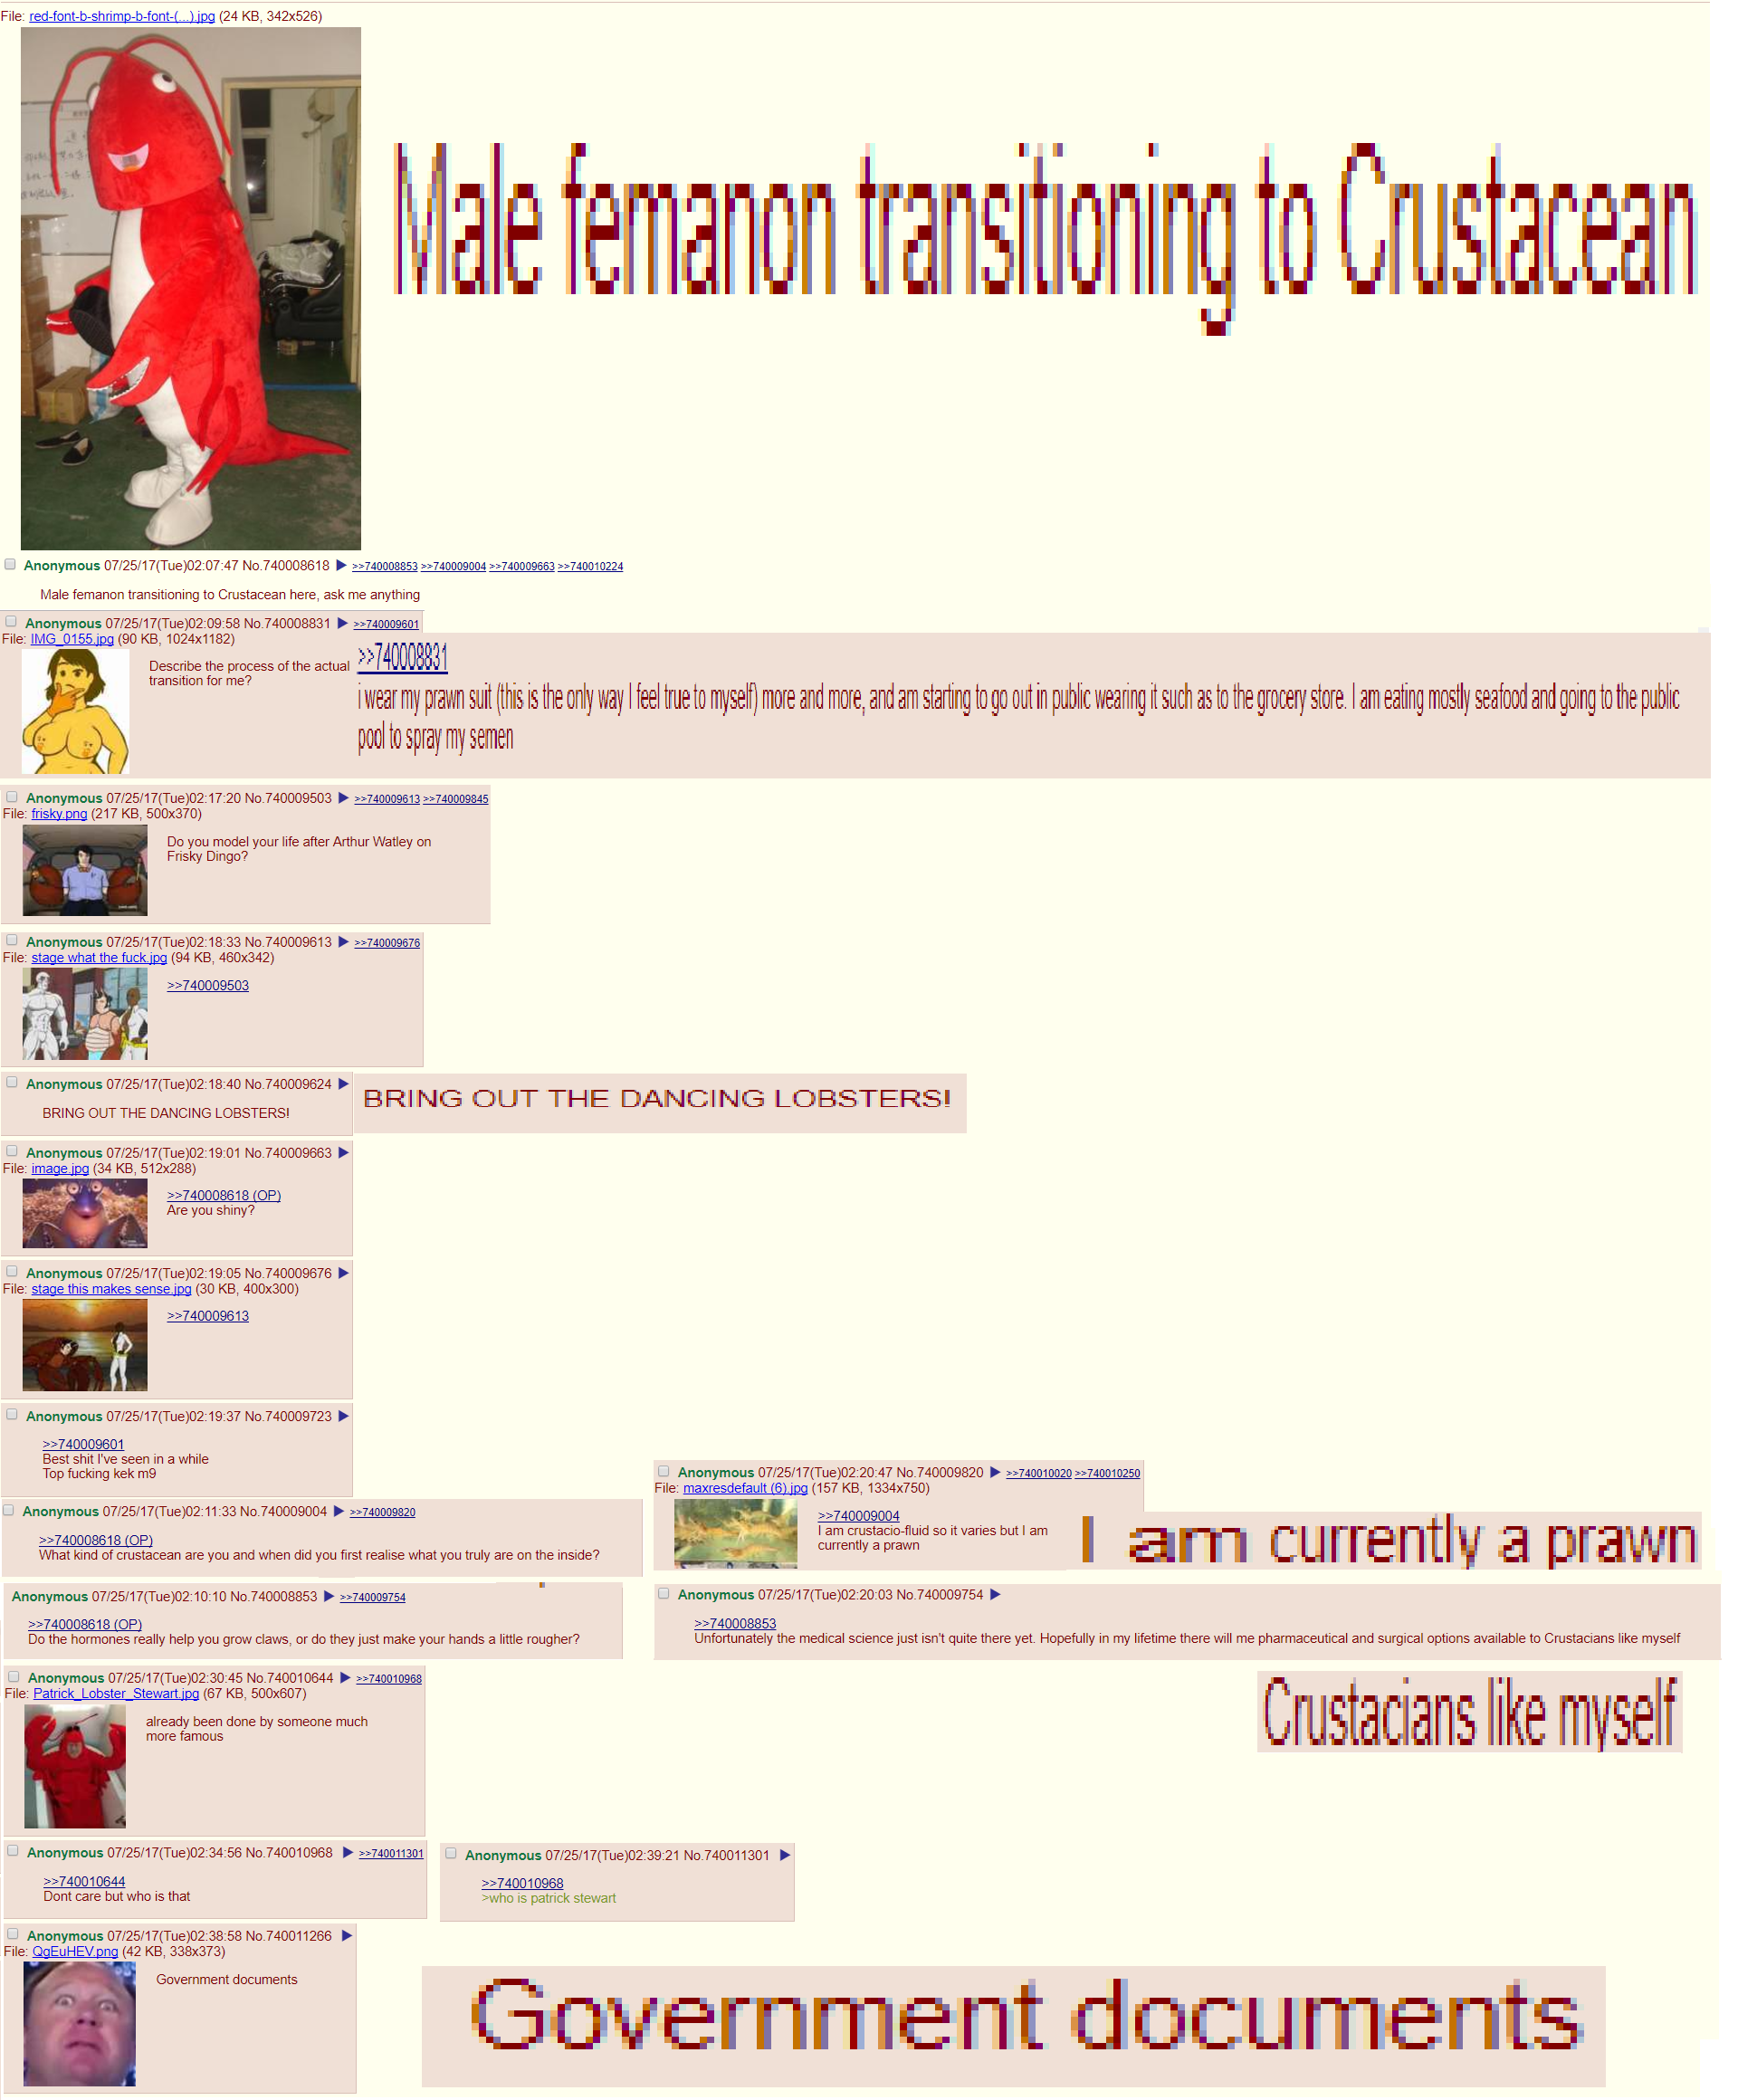 File: red-font-b-shrimp-b-font-(...).jpg (24 KB, 342x526)
Male femanon transitioning to Crustacean
Anonymous 07/25/17(Tue)02:07:47 No.740008618 ▶ >>740008853 >>740009004 >>740009663 >>740010224
Male femanon transitioning to Crustacean here, ask me anything
Anonymous 07/25/17(Tue)02:09:58 No.740008831 ▶ >>740009601
File: IMG_0155.jpg (90 KB, 1024x1182)
Describe the process of the actual
transition for me?
>>740008831
i wear my prawn suit (this is the only way I feel true to myself) more and more, and am starting to go out in public wearing it such as to the grocery store. I am eating mostly seafood and going to the public
pool to spray my semen
Anonymous 07/25/17(Tue)02:17:20 No.740009503 ▶ >>740009613 >>740009845
File: frisky.png (217 KB, 500x370)
Do you model your life after Arthur Watley on
Frisky Dingo?
Anonymous 07/25/17(Tue)02:18:33 No.740009613 ▶ >>740009676
File: stage what the fuck.jpg (94 KB, 460x342)
>>740009503
Anonymous 07/25/17(Tue)02:18:40 No.740009624 ▶
BRING OUT THE DANCING LOBSTERS!
BRING OUT THE DANCING LOBSTERS!
Anonymous 07/25/17(Tue)02:19:01 No.740009663 ▶
File: image.jpg (34 KB, 512x288)
>>740008618 (OP)
Are you shiny?
Anonymous 07/25/17(Tue)02:19:05 No.740009676 ▶
File: stage this makes sense.jpg (30 KB, 400x300)
>>740009613
Anonymous 07/25/17(Tue)02:19:37 No.740009723 ▶
>>740009601
Best shit I've seen in a while
Top fucking kek m9
Anonymous 07/25/17(Tue)02:11:33 No.740009004 ▶ >>740009820
>>740008618 (OP)
What kind of crustacean are you and when did you first realise what you truly are on the inside?
Anonymous 07/25/17(Tue)02:20:47 No.740009820 ▶ >>740010020 >>740010250
File: maxresdefault (6).jpg (157 KB, 1334x750)
>>740009004
I am crustacio-fluid so it varies but I am
currently a prawn
I am currently a prawn
Anonymous 07/25/17(Tue)02:10:10 No.740008853 ▶ >>740009754
>>740008618 (OP)
Do the hormones really help you grow claws, or do they just make your hands a little rougher?
Anonymous 07/25/17(Tue)02:20:03 No.740009754 ▶
>>740008853
Unfortunately the medical science just isn't quite there yet. Hopefully in my lifetime there will me pharmaceutical and surgical options available to Crustacians like myself
Crustacians like myself
Anonymous 07/25/17(Tue)02:30:45 No.740010644 ▶ >>740010968
File: Patrick_Lobster_Stewart.jpg (67 KB, 500x607)
already been done by someone much
more famous
Anonymous 07/25/17(Tue)02:34:56 No.740010968 ▶ >>740011301
>>740010644
Dont care but who is that
Anonymous 07/25/17(Tue)02:39:21 No.740011301 ▶
>>740010968
>who is patrick stewart
Anonymous 07/25/17(Tue)02:38:58 No.740011266 ▶
File: QgEuHEV.png (42 KB, 338x373)
Government documents
Government documents